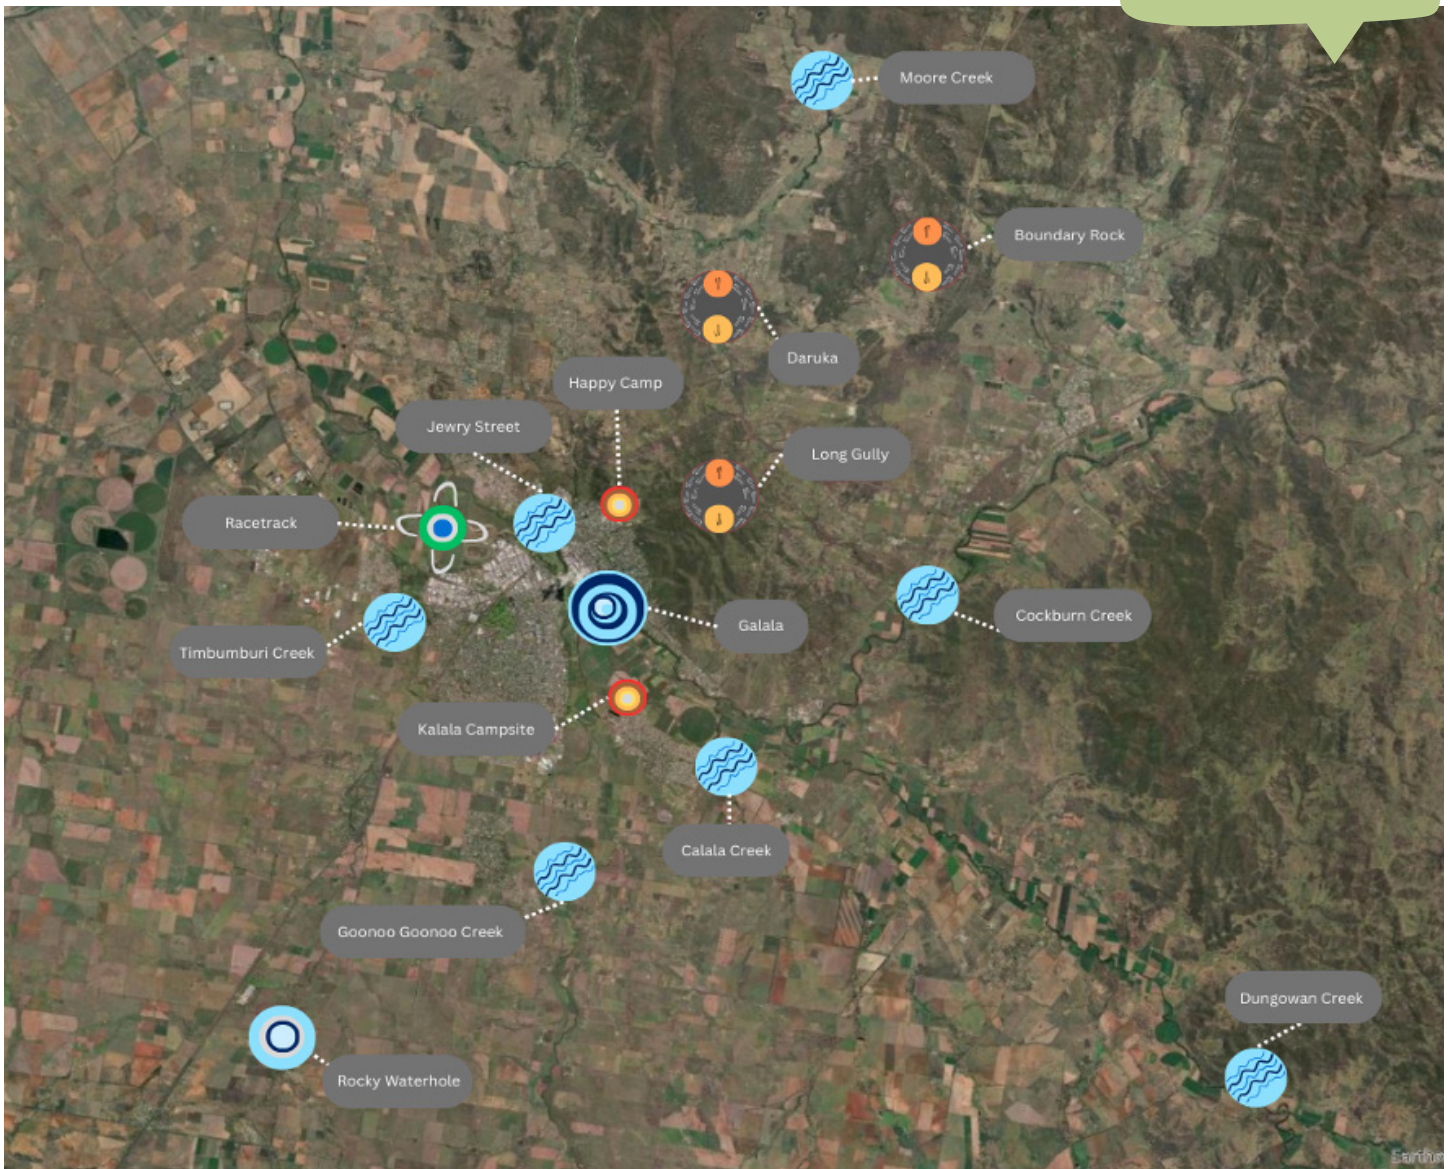 Moore Creek
Boundary Rock
Daruka
Happy Camp
Jewry Street
Long Gully
Racetrack
Cockburn Creek
Galala
Timbumburi Creek
Kalala Campsite
Calala Creek
Goonoo Goonoo Creek
Dungowan Creek
Rocky Waterhole